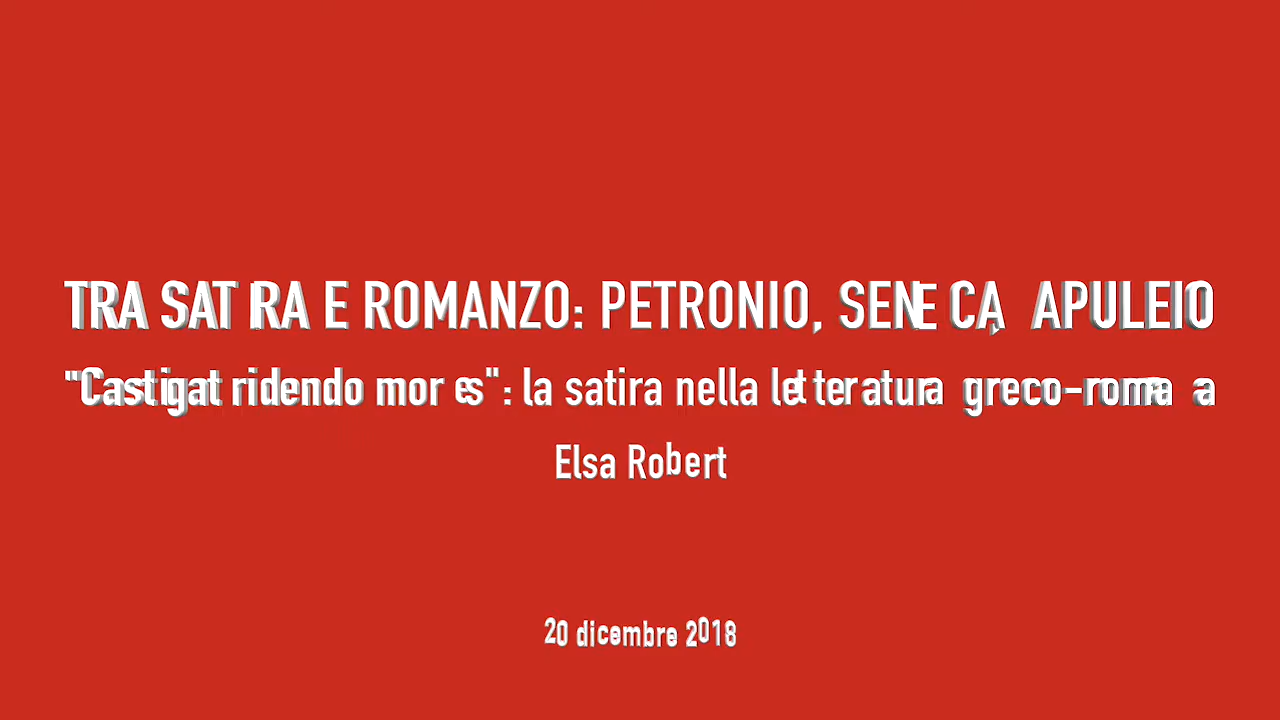 TRA SATIRA E ROMANZO: PETRONIO, SENECA, APULEIO
"Castigat ridendo mores": la satira nella letteratura greco-romana
Elsa Robert
20 dicembre 2018